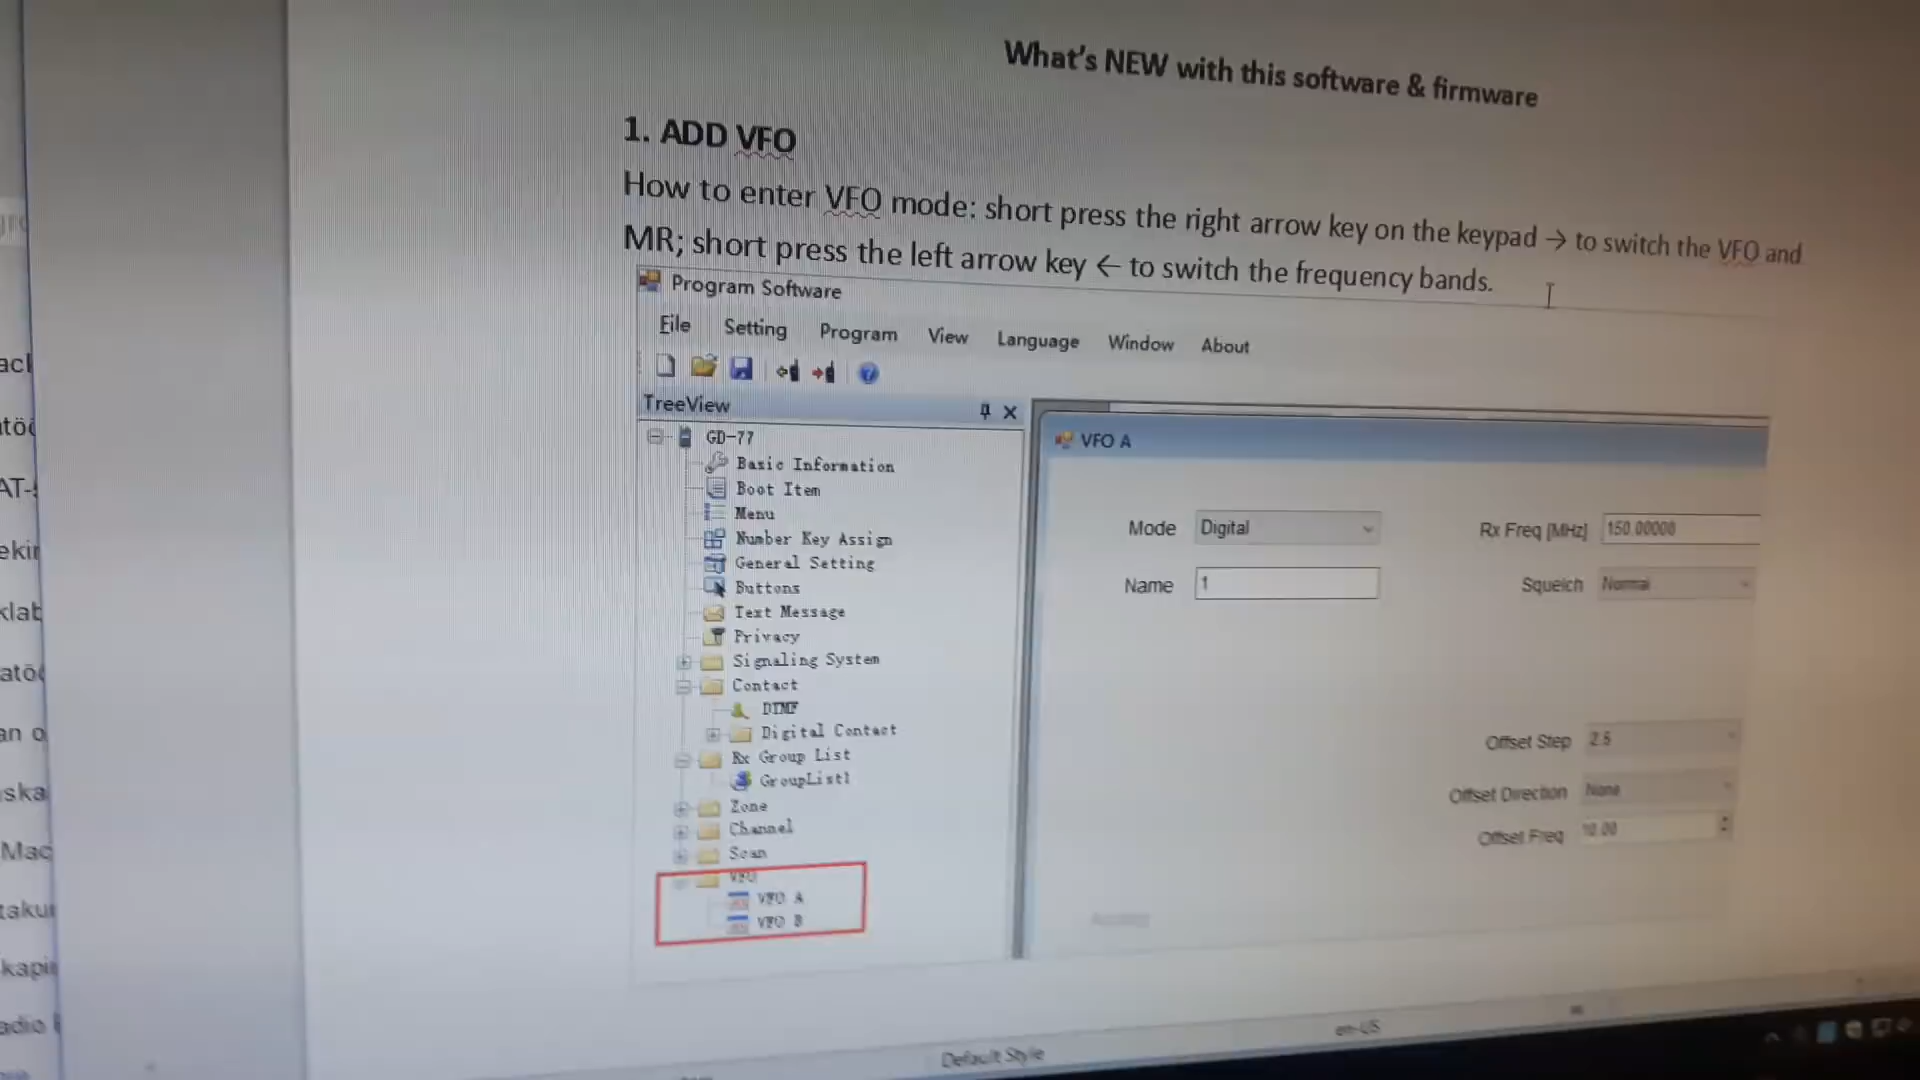 What's NEW with this software & firmware
1. ADD VFO
How to enter VFO mode: short press the right arrow key on the keypad → to switch the VFO and
MR; short press the left arrow key ← to switch the frequency bands.
Program Software
File Setting Program View Language Window About
TreeView
GD-77
Basic Information
Boot Item
Menu
Number Key Assign
General Setting
Buttons
Text Message
Privacy
Signaling System
Contact
DTMF
Digital Contact
Rx Group List
GroupList1
Zone
Channel
Scan
VFO
VFO A
VFO B
VFO A
Mode Digital
Rx Freq [MHz] 150.00000
Name 1
Squelch Normal
Offset Step 2.5
Offset Direction None
Offset Freq 10.00
Default Style
en-US